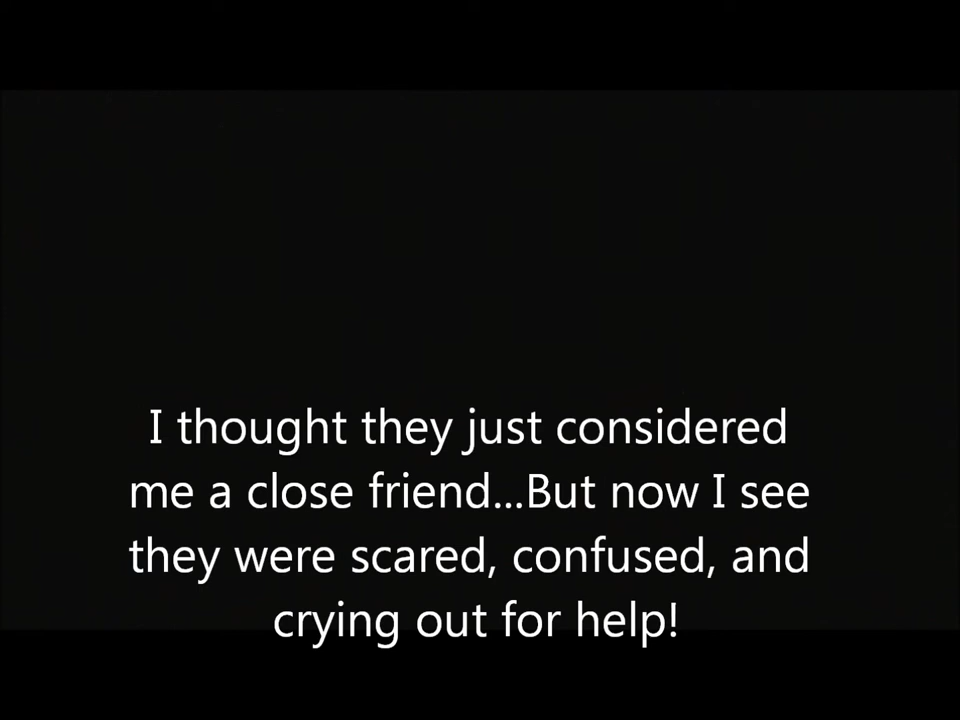 I thought they just considered
me a close friend...But now I see
they were scared, confused, and
crying out for help!